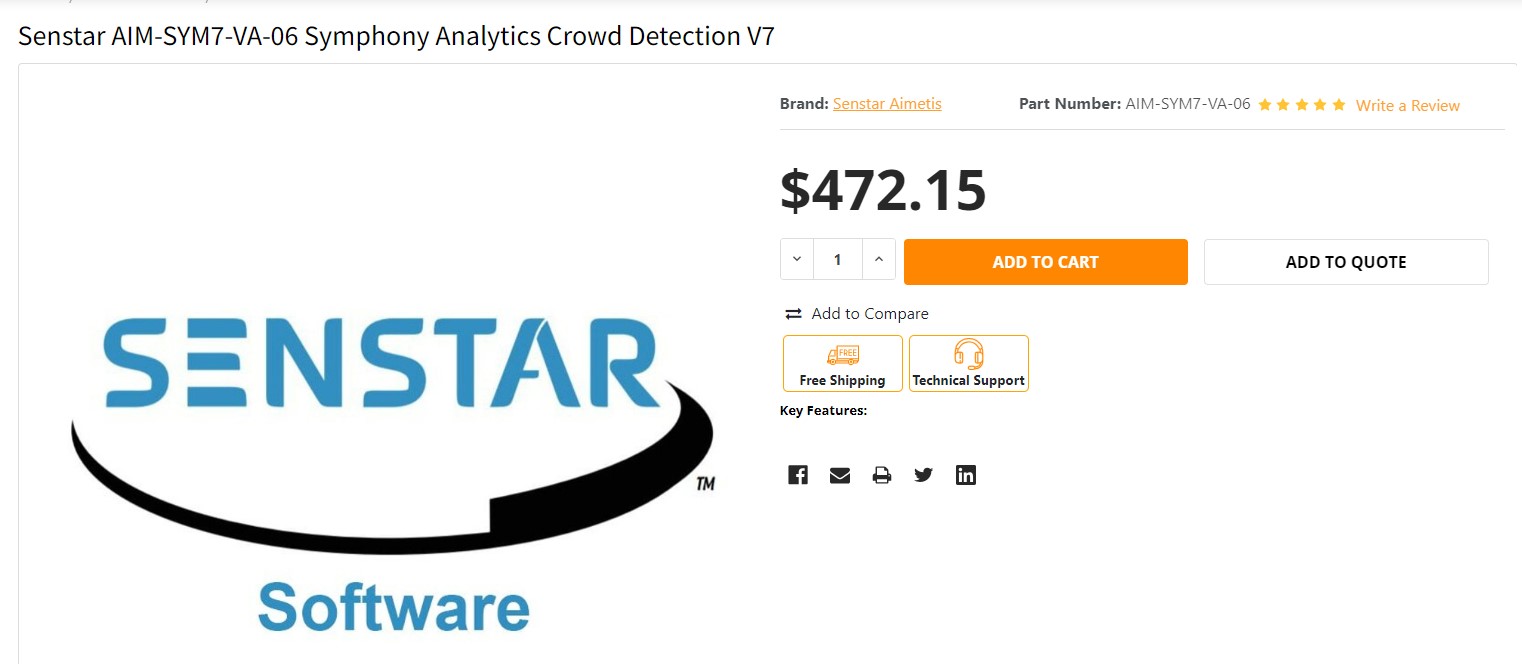 Senstar AIM-SYM7-VA-06 Symphony Analytics Crowd Detection V7
Brand: Senstar Aimetis
Part Number: AIM-SYM7-VA-06
Write a Review
$472.15
1
ADD TO CART
ADD TO QUOTE
Add to Compare
FREE
Free Shipping
Technical Support
Key Features:
SENSTAR
TM
Software